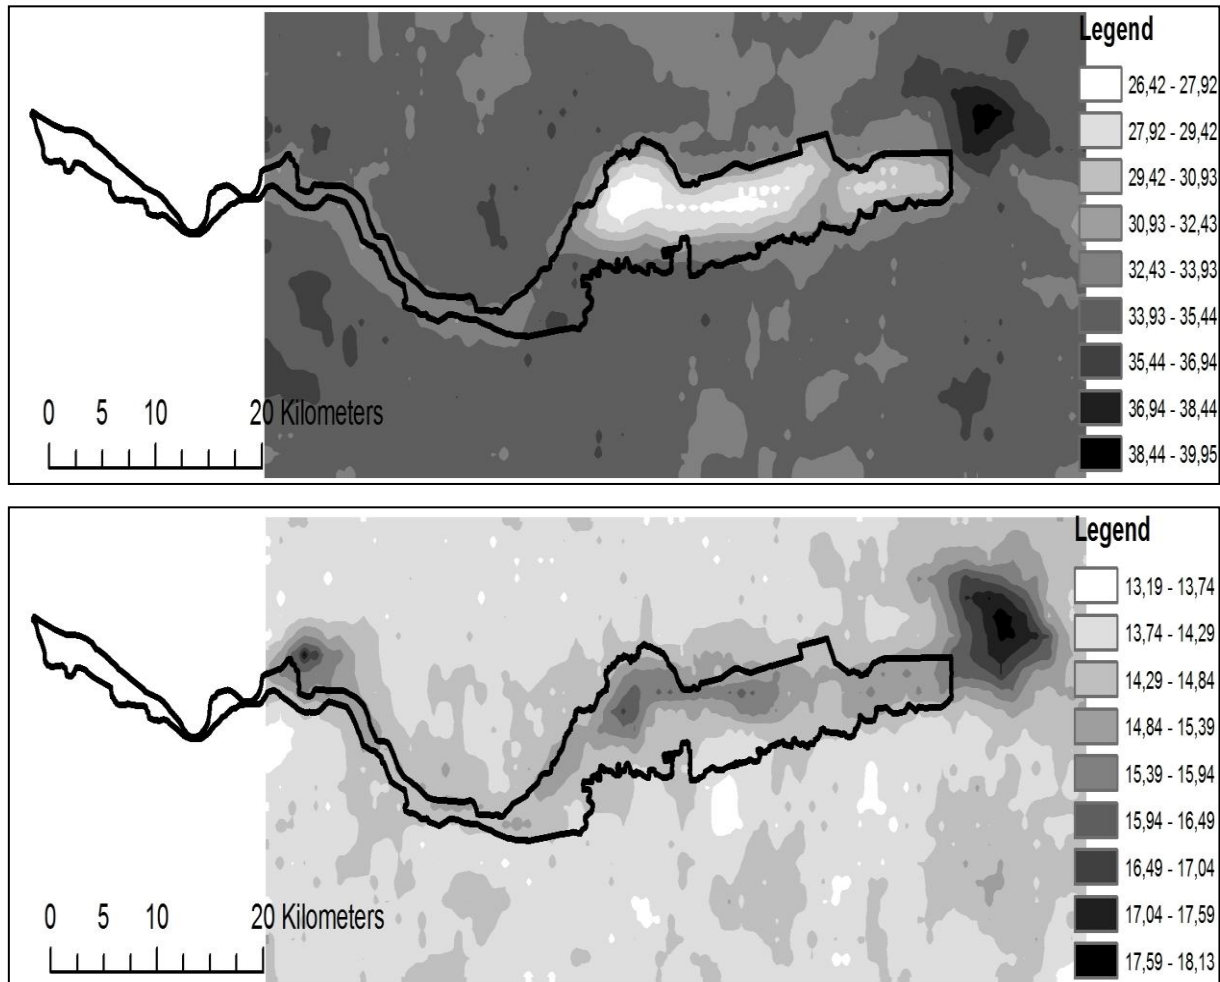 Legend
26,42 - 27,92
27,92 - 29,42
29,42 - 30,93
30,93 - 32,43
32,43 - 33,93
33,93 - 35,44
35,44 - 36,94
36,94 - 38,44
38,44 - 39,95
0 5 10 20 Kilometers
Legend
13,19 - 13,74
13,74 - 14,29
14,29 - 14,84
14,84 - 15,39
15,39 - 15,94
15,94 - 16,49
16,49 - 17,04
17,04 - 17,59
17,59 - 18,13
0 5 10 20 Kilometers